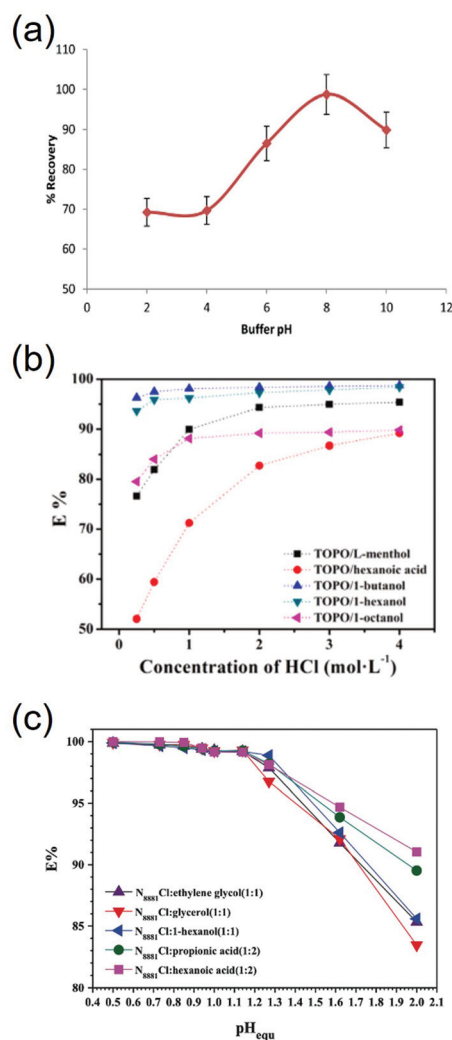 (a)
110
100
90
80
70
60
50
% Recovery
0 2 4 6 8 10 12
Buffer pH
(b)
100
90
80
70
60
50
E %
TOPO/L-menthol
TOPO/hexanoic acid
TOPO/1-butanol
TOPO/1-hexanol
TOPO/1-octanol
0 1 2 3 4
Concentration of HCl (mol·L⁻¹)
(c)
100
95
90
85
80
E%
N₈₈₈₁Cl:ethylene glycol(1:1)
N₈₈₈₁Cl:glycerol(1:1)
N₈₈₈₁Cl:1-hexanol(1:1)
N₈₈₈₁Cl:propionic acid(1:2)
N₈₈₈₁Cl:hexanoic acid(1:2)
0.4 0.5 0.6 0.7 0.8 0.9 1.0 1.1 1.2 1.3 1.4 1.5 1.6 1.7 1.8 1.9 2.0 2.1
pHequ